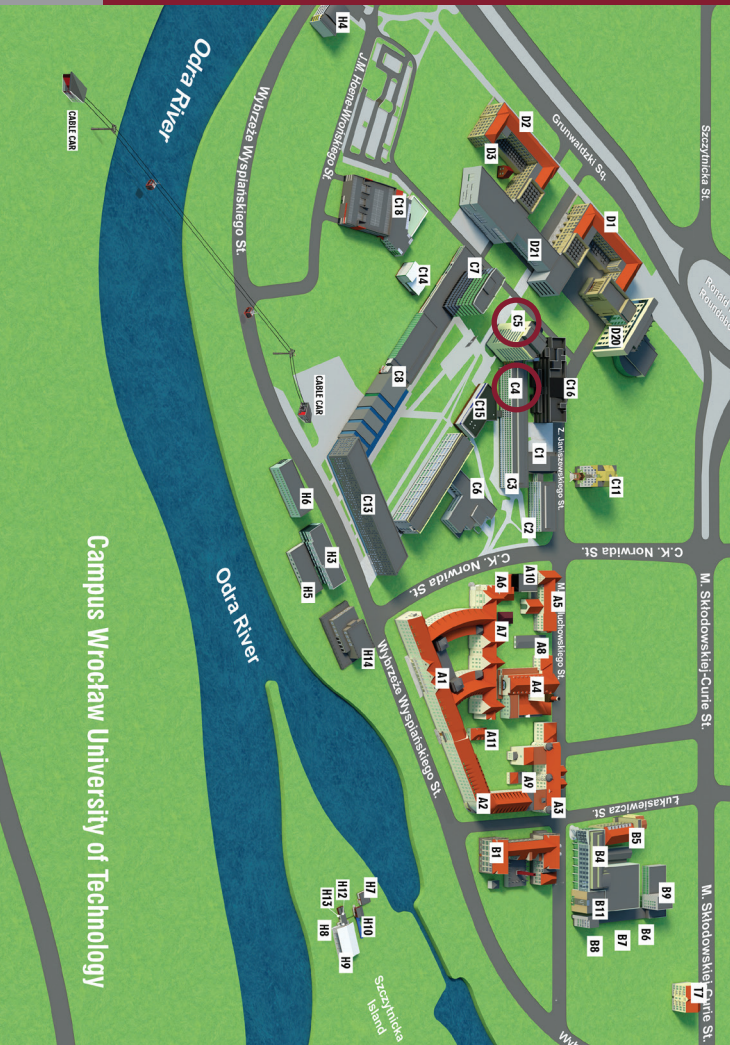 Szczytnicka St.
M. Skłodowskiej-Curie St.
M. Skłodowskiej-Curie St.
T7
Ronald
Grunwaldzki Sq.
D1
D20
C11
C.K. Norwida St.
Łukasiewicza St.
B9
B6
B5
B7
B4
B11
B8
D2
D3
D21
C16
Z. Janiszewskiego St.
C5
C4
C1
C3
C2
A10
A5
A8
A4
A9
A3
A6
A7
C7
C15
C6
C.K. Norwida St.
A11
A2
B1
A1
H4
J.M. Hoene-Wrońskiego St.
C18
C14
C8
C13
Wybrzeże Wyspiańskiego St.
Wybrzeże Wyspiańskiego St.
CABLE CAR
H6
H3
H5
H14
H7
H12
H13
H10
H8
H9
Szczytnicka
Island
Odra River
Odra River
CABLE CAR
Campus Wrocław University of Technology